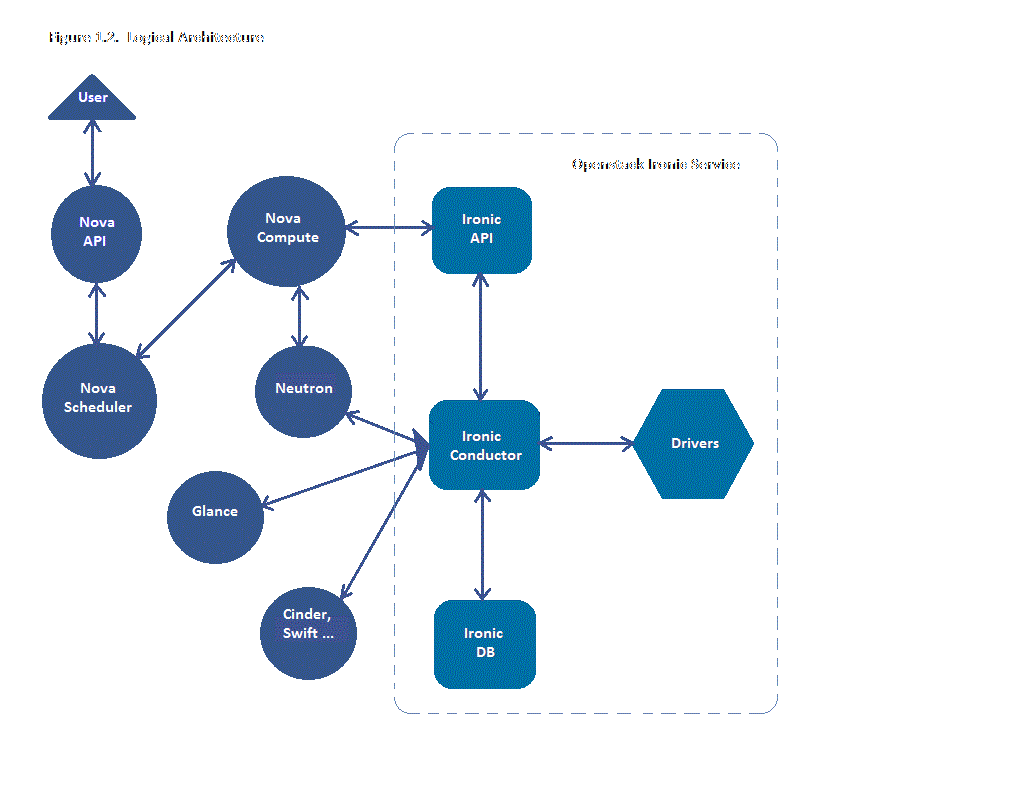 Figure 1.2. Logical Architecture
User
Openstack Ironic Service
Nova
API
Nova
Compute
Ironic
API
Nova
Scheduler
Neutron
Ironic
Conductor
Drivers
Glance
Cinder,
Swift ...
Ironic
DB